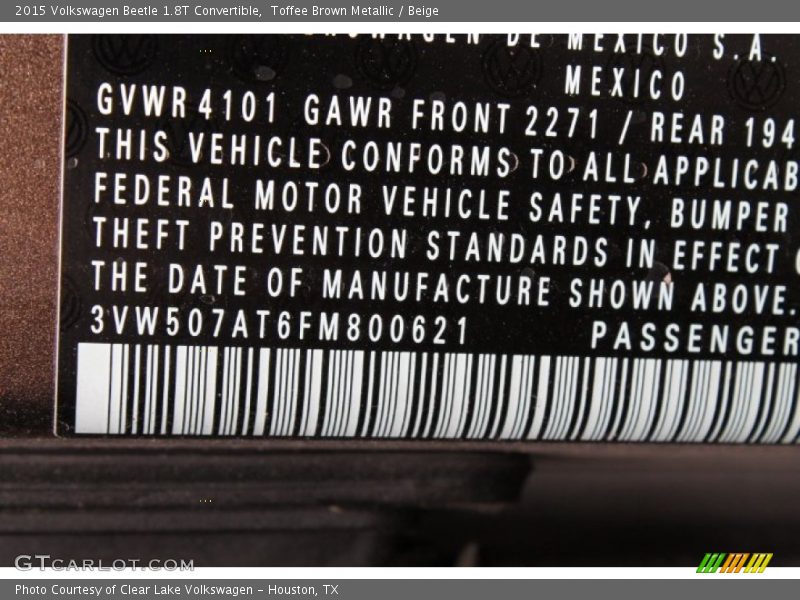 2015 Volkswagen Beetle 1.8T Convertible,  Toffee Brown Metallic / Beige
DE MEXICO S.A.
MEXICO
GVWR 4101 GAWR FRONT 2271 / REAR 194
THIS VEHICLE CONFORMS TO ALL APPLICAB
FEDERAL MOTOR VEHICLE SAFETY, BUMPER
THEFT PREVENTION STANDARDS IN EFFECT
THE DATE OF MANUFACTURE SHOWN ABOVE.
3VW507AT6FM800621 PASSENGER
GTCARLOT.COM
Photo Courtesy of Clear Lake Volkswagen – Houston, TX